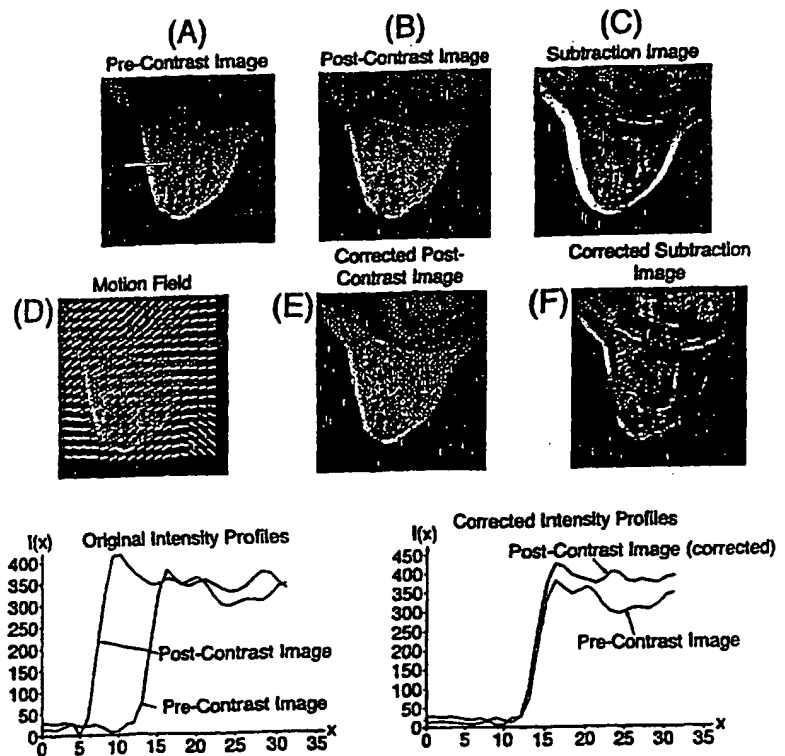 (A)
(B)
(C)
Pre-Contrast Image
Post-Contrast Image
Subtraction Image
(D)
Motion Field
(E)
Corrected Post-
Contrast Image
(F)
Corrected Subtraction
Image
I(x)
Original Intensity Profiles
400
350
300
250
200
150
100
50
0
Post-Contrast Image
Pre-Contrast Image
0 5 10 15 20 25 30 35
x
I(x)
Corrected Intensity Profiles
450
400
350
300
250
200
150
100
50
0
Post-Contrast Image (corrected)
Pre-Contrast Image
0 5 10 15 20 25 30 35
x